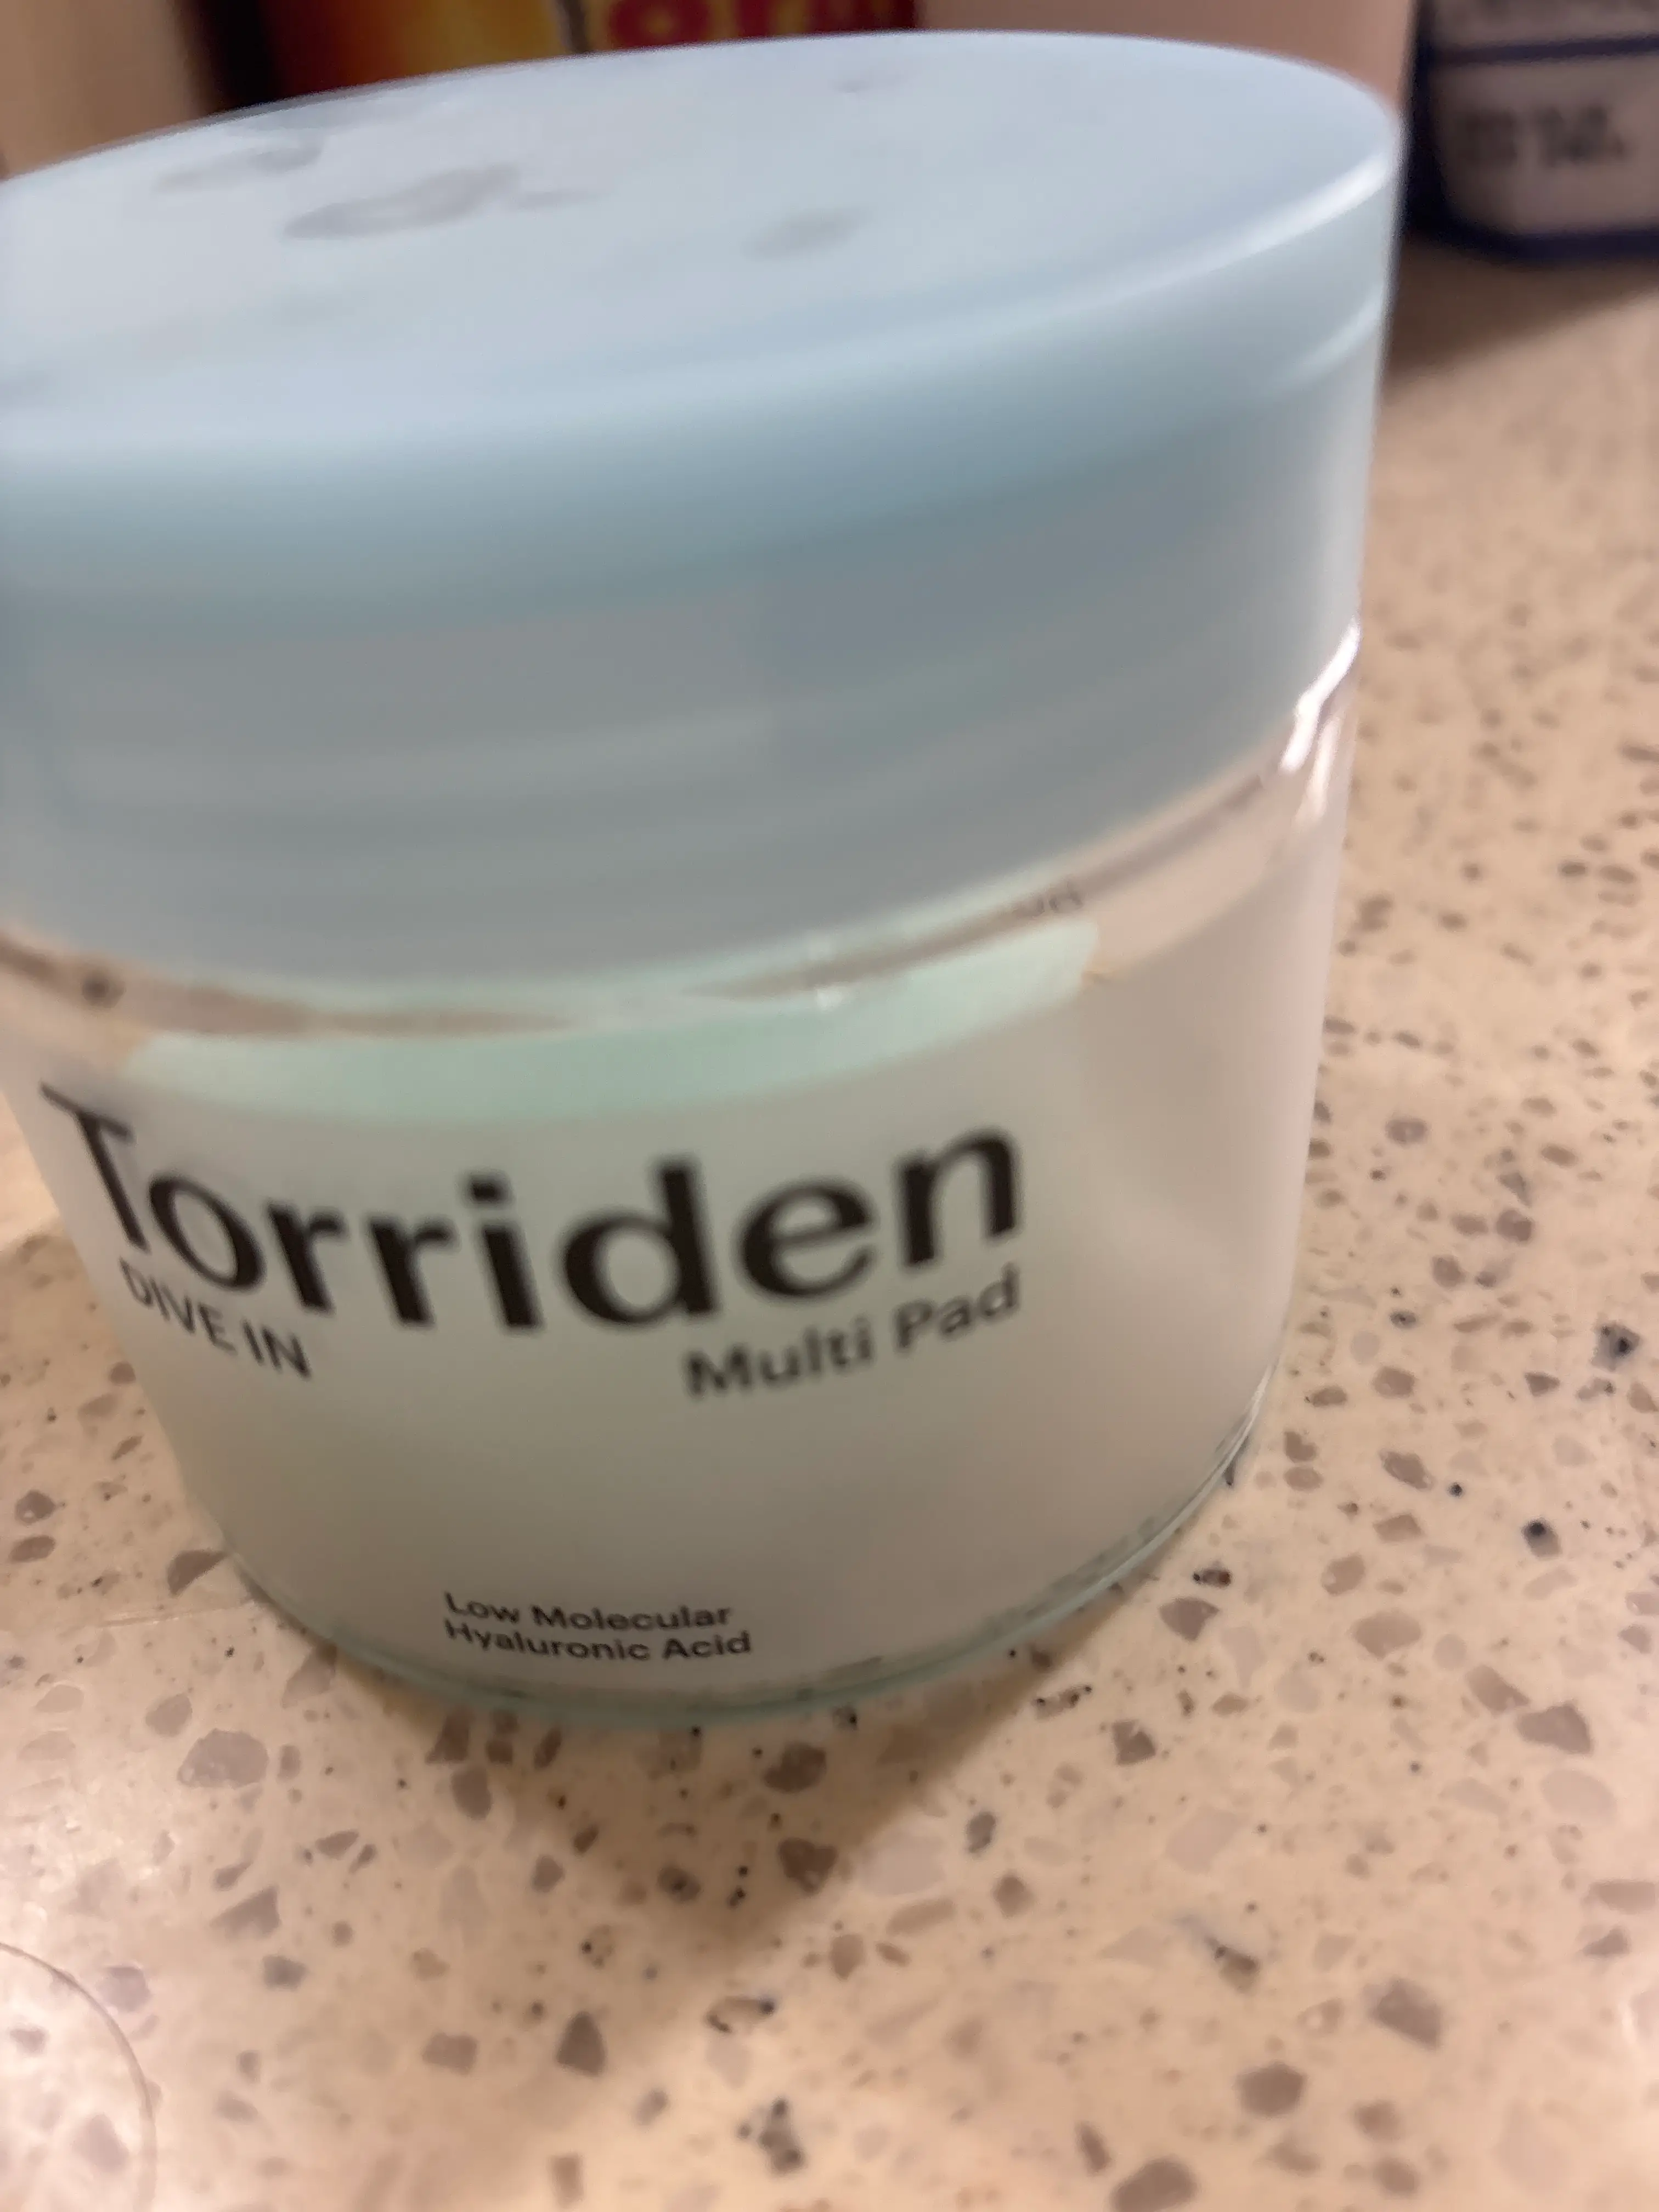 Torriden
DIVE IN
Multi Pad
Low Molecular
Hyaluronic Acid